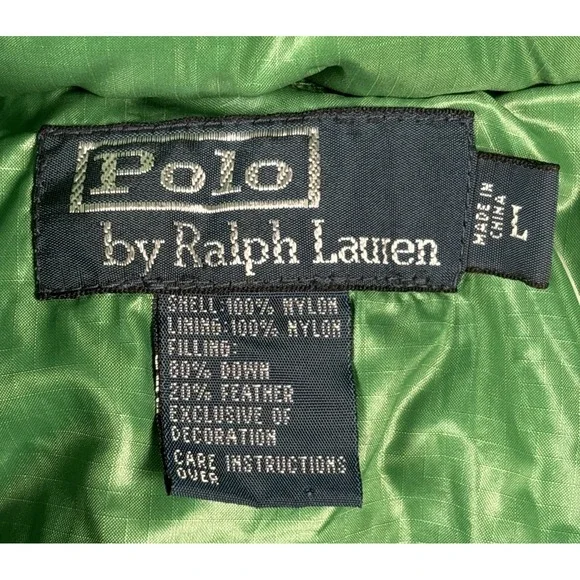 Polo
by Ralph Lauren
MADE IN
CHINA
L
SHELL:100% NYLON
LINING:100% NYLON
FILLING:
80% DOWN
20% FEATHER
EXCLUSIVE OF
DECORATION
CARE INSTRUCTIONS
OVER